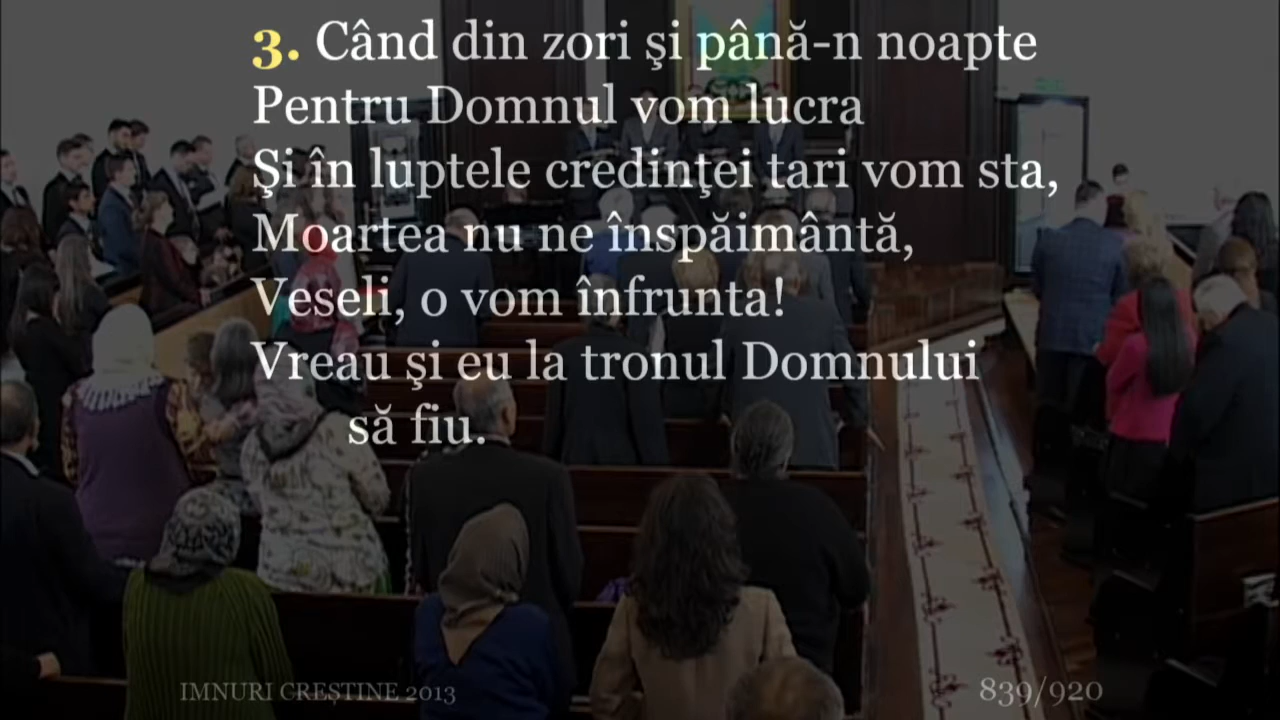 3. Când din zori şi până-n noapte
Pentru Domnul vom lucra
Şi în luptele credinţei tari vom sta,
Moartea nu ne înspăimântă,
Veseli, o vom înfrunta!
Vreau şi eu la tronul Domnului
să fiu.
IMNURI CREȘTINE 2013
839/920